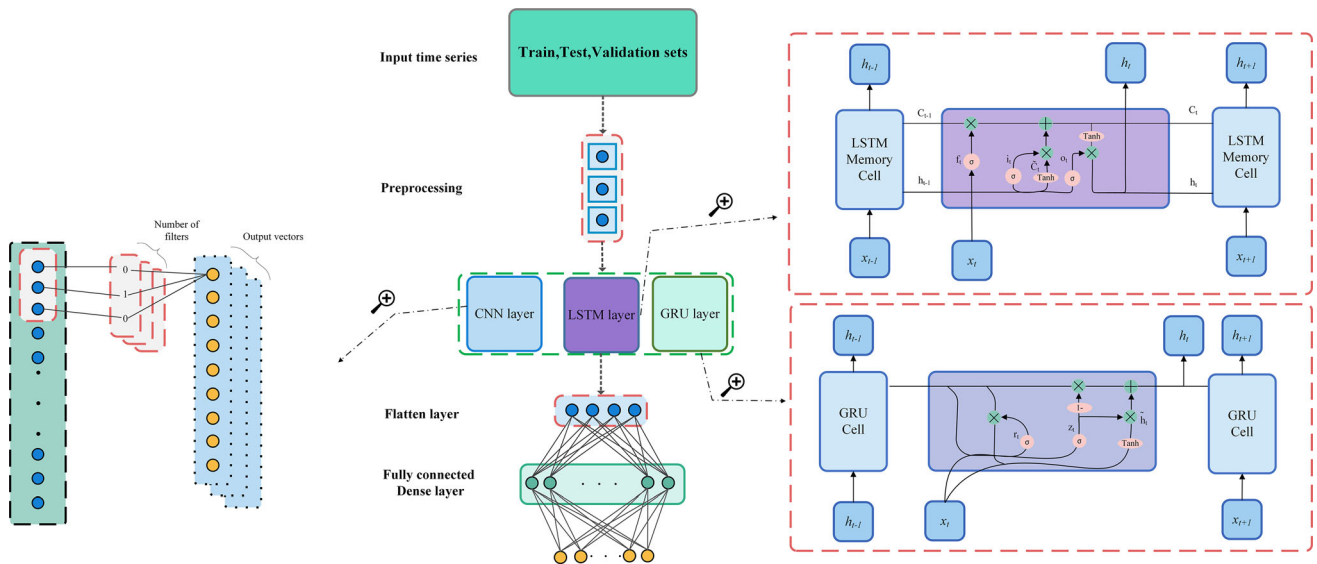 Input time series
Train,Test,Validation sets
Preprocessing
CNN layer
LSTM layer
GRU layer
Flatten layer
Fully connected
Dense layer
Number of
filters
Output vectors
0
1
0
h_{t-1}
h_t
h_{t+1}
LSTM
Memory
Cell
C_{t-1}
C_t
Tanh
f_t
σ
i_t
σ
C̃_t
Tanh
o_t
σ
h_{t-1}
h_t
LSTM
Memory
Cell
x_{t-1}
x_t
x_{t+1}
h_{t-1}
h_t
h_{t+1}
GRU
Cell
r_t
σ
1-
z_t
σ
h̃_t
Tanh
GRU
Cell
h_{t-1}
x_t
x_{t+1}